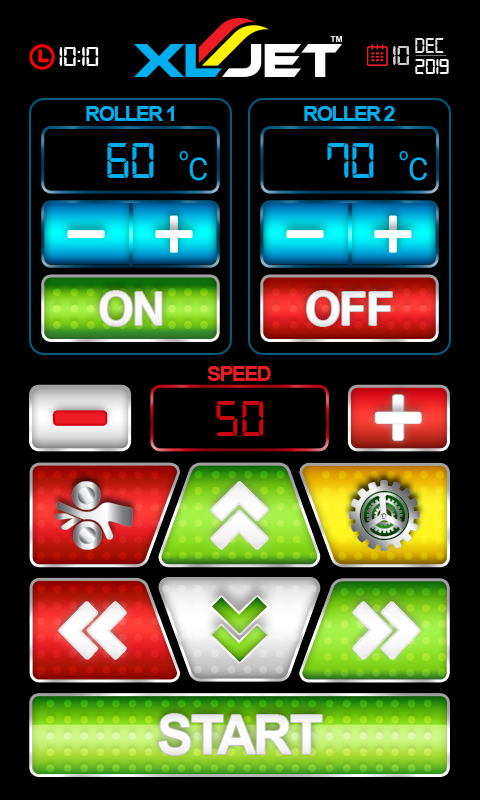 10:10
XLJET™
10
DEC
2019
ROLLER 1
ROLLER 2
60 °C
70 °C
− +
− +
ON
OFF
SPEED
− 50 +
START